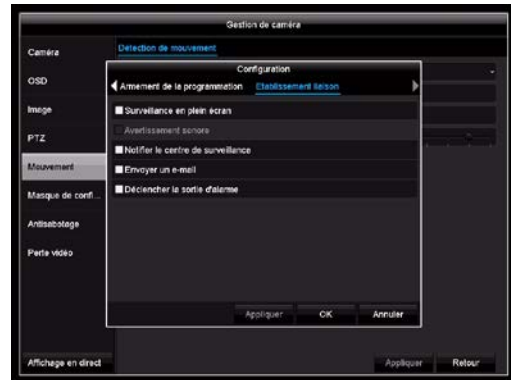 Gestion de caméra
Caméra
Détection de mouvement
OSD
Image
PTZ
Mouvement
Masque de confi...
Antisabotage
Perte vidéo
Configuration
Armement de la programmation Etablissement liaison
Surveillance en plein écran
Avertissement sonore
Notifier le centre de surveillance
Envoyer un e-mail
Déclencher la sortie d'alarme
Appliquer OK Annuler
Affichage en direct
Appliquer Retour